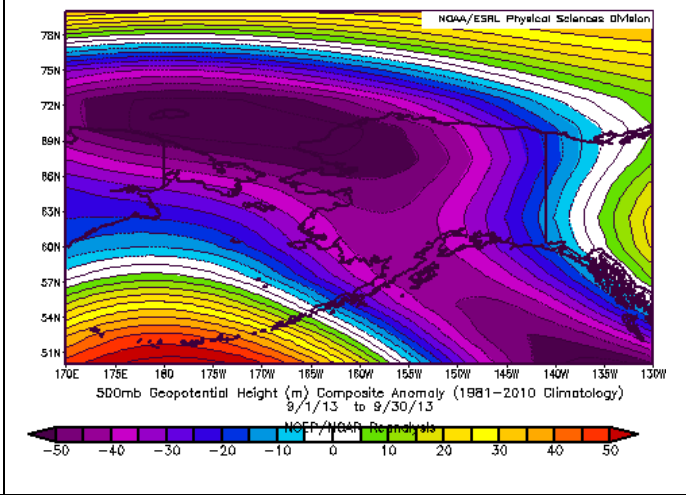 NOAA/ESRL Physical Sciences Division
78N
75N
72N
69N
66N
63N
60N
57N
54N
51N
170E 175E 180 175W 170W 165W 160W 155W 150W 145W 140W 135W 130W
500mb Geopotential Height (m) Composite Anomaly (1981-2010 Climatology)
9/1/13 to 9/30/13
NCEP/NCAR Reanalysis
-50 -40 -30 -20 -10 0 10 20 30 40 50